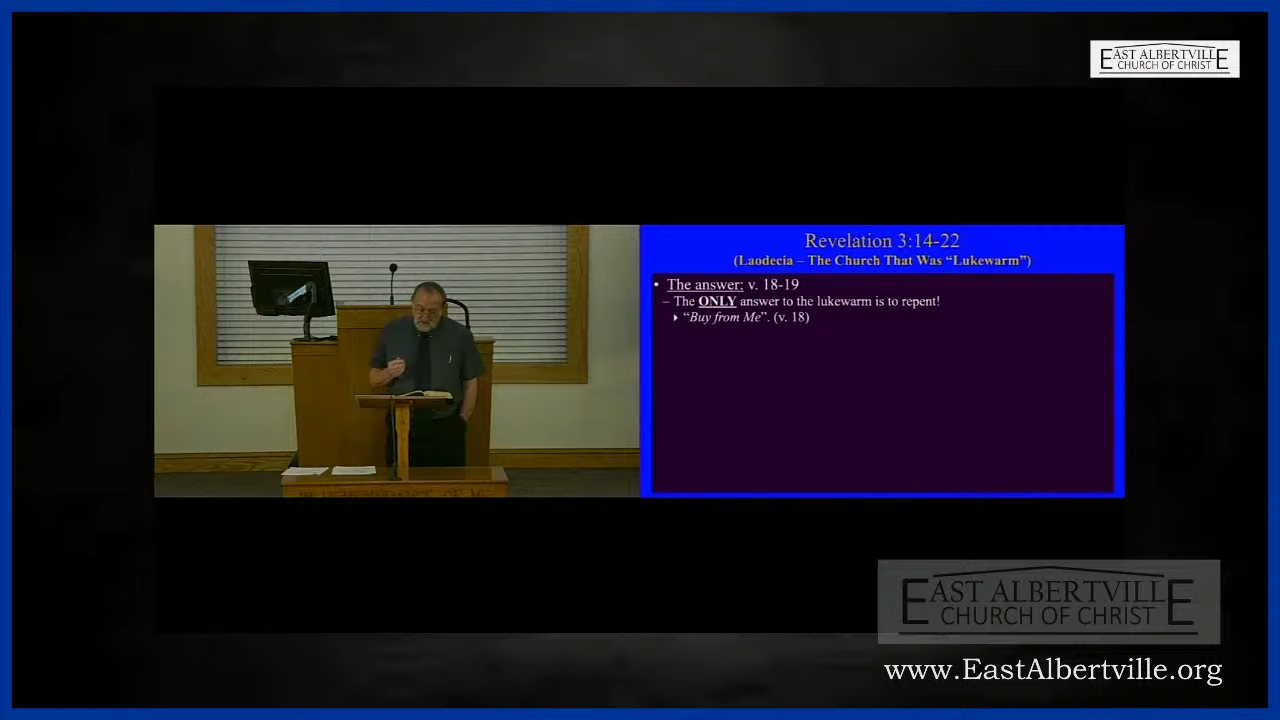 EAST ALBERTVILLE
CHURCH OF CHRIST
Revelation 3:14-22
(Laodecia – The Church That Was “Lukewarm”)
• The answer: v. 18-19
– The ONLY answer to the lukewarm is to repent!
“Buy from Me”. (v. 18)
EAST ALBERTVILLE
CHURCH OF CHRIST
www.EastAlbertville.org